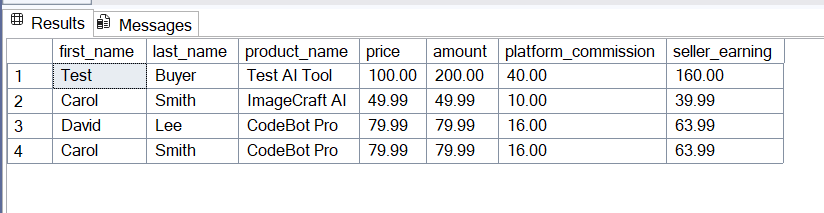 Results Messages
first_name last_name product_name price amount platform_commission seller_earning
1 Test Buyer Test AI Tool 100.00 200.00 40.00 160.00
2 Carol Smith ImageCraft AI 49.99 49.99 10.00 39.99
3 David Lee CodeBot Pro 79.99 79.99 16.00 63.99
4 Carol Smith CodeBot Pro 79.99 79.99 16.00 63.99